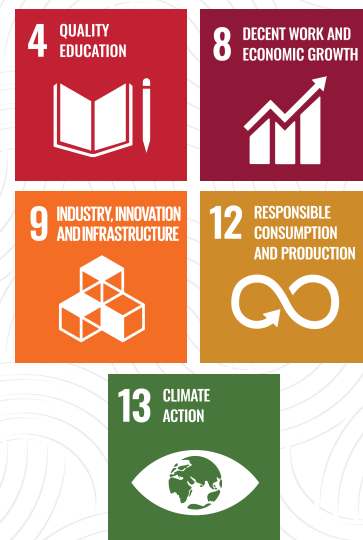 4 QUALITY
EDUCATION
8 DECENT WORK AND
ECONOMIC GROWTH
9 INDUSTRY, INNOVATION
AND INFRASTRUCTURE
12 RESPONSIBLE
CONSUMPTION
AND PRODUCTION
13 CLIMATE
ACTION